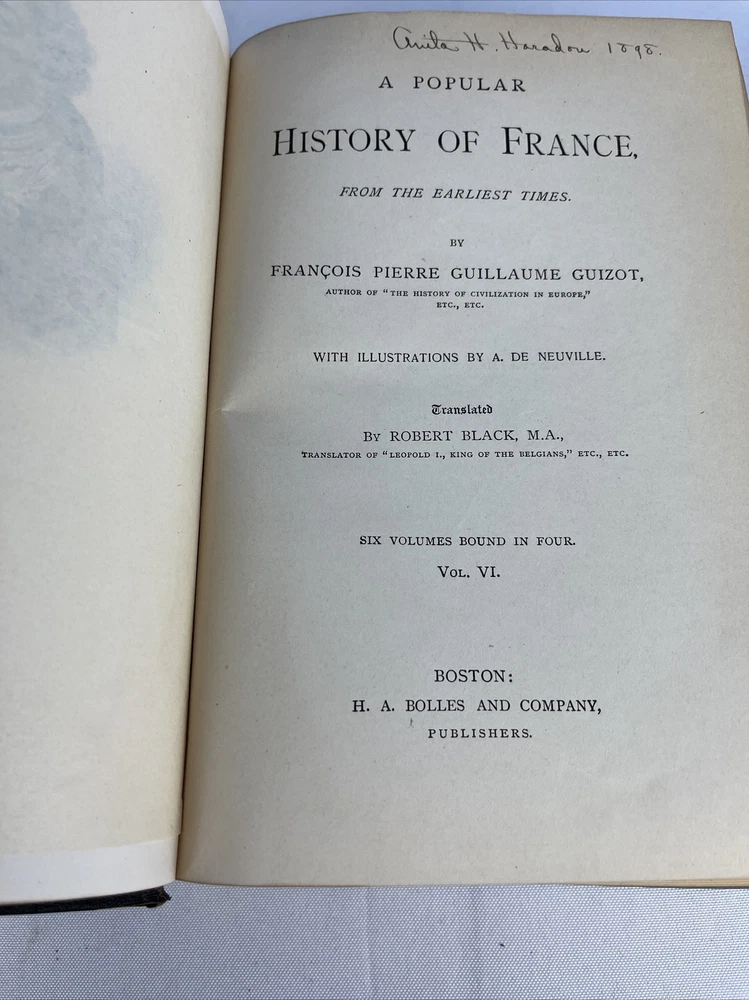 Anita H. Haradon 1898.
A POPULAR
HISTORY OF FRANCE,
FROM THE EARLIEST TIMES.
BY
FRANÇOIS PIERRE GUILLAUME GUIZOT,
AUTHOR OF "THE HISTORY OF CIVILIZATION IN EUROPE,"
ETC., ETC.
WITH ILLUSTRATIONS BY A. DE NEUVILLE.
Translated
BY ROBERT BLACK, M.A.,
TRANSLATOR OF "LEOPOLD I., KING OF THE BELGIANS," ETC., ETC.
SIX VOLUMES BOUND IN FOUR.
VOL. VI.
BOSTON:
H. A. BOLLES AND COMPANY,
PUBLISHERS.